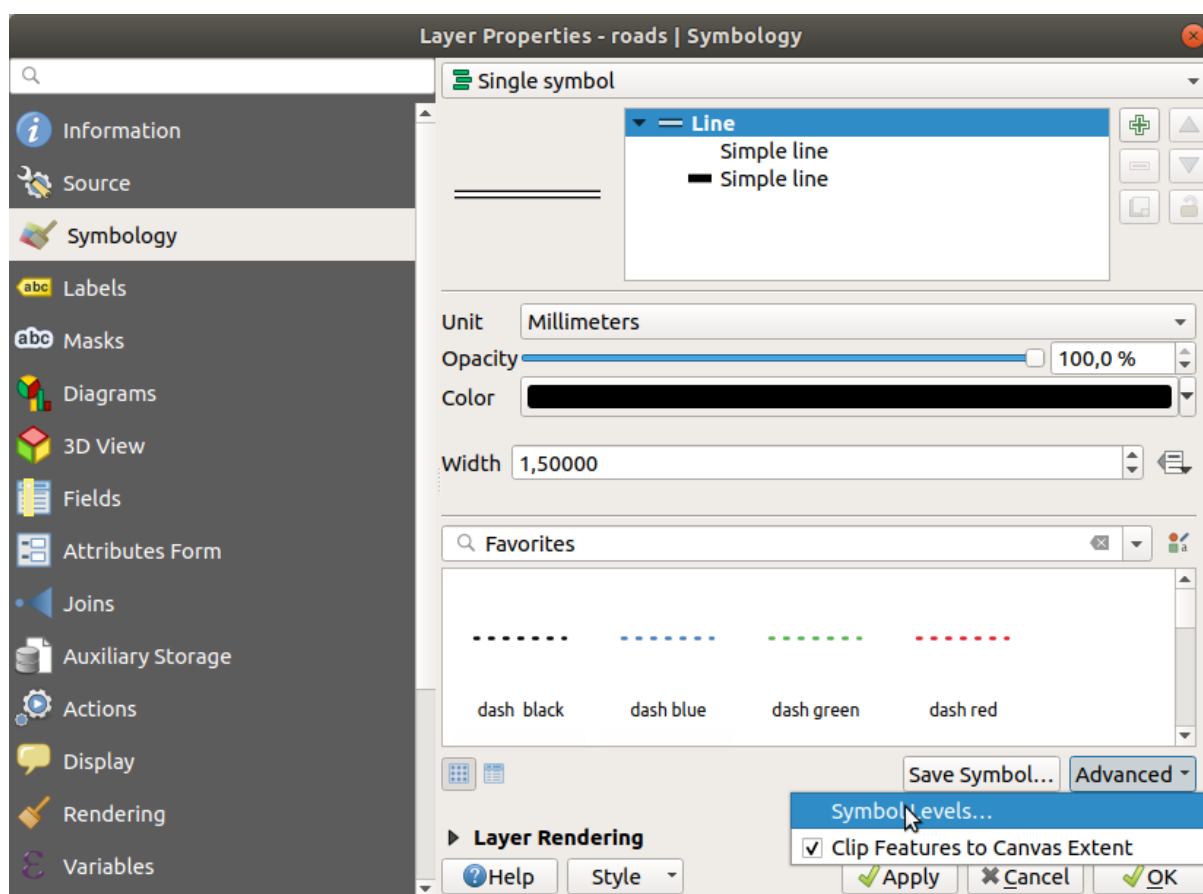 Layer Properties - roads | Symbology
Information
Source
Symbology
abc Labels
abc Masks
Diagrams
3D View
Fields
Attributes Form
Joins
Auxiliary Storage
Actions
Display
Rendering
Variables
Single symbol
Line
Simple line
Simple line
Unit Millimeters
Opacity 100,0 %
Color
Width 1,50000
Favorites
dash black dash blue dash green dash red
Save Symbol... Advanced
Symbol Levels...
Clip Features to Canvas Extent
Layer Rendering
Help Style Apply Cancel OK